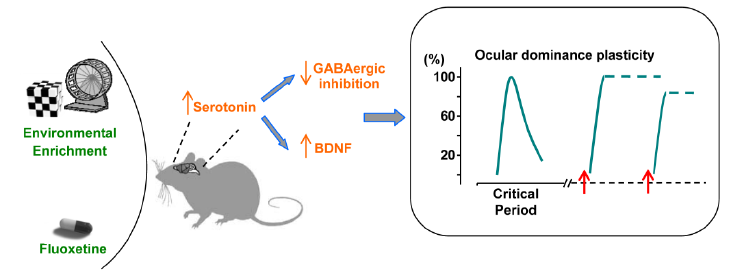 Environmental
Enrichment
Fluoxetine
↑Serotonin
↓ GABAergic
inhibition
↑ BDNF
(%)
Ocular dominance plasticity
100
60
20
Critical
Period